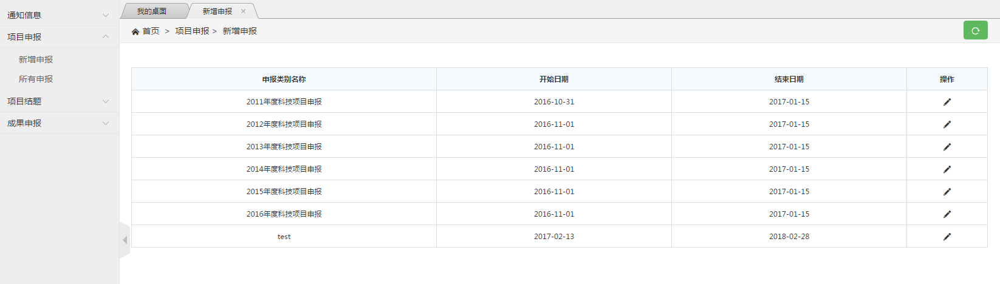 通知信息
项目申报
新增申报
所有申报
项目结题
成果申报
我的桌面
新增申报
首页 > 项目申报 > 新增申报
申报类别名称 开始日期 结束日期 操作
2011年度科技项目申报 2016-10-31 2017-01-15
2012年度科技项目申报 2016-11-01 2017-01-15
2013年度科技项目申报 2016-11-01 2017-01-15
2014年度科技项目申报 2016-11-01 2017-01-15
2015年度科技项目申报 2016-11-01 2017-01-15
2016年度科技项目申报 2016-11-01 2017-01-15
test 2017-02-13 2018-02-28